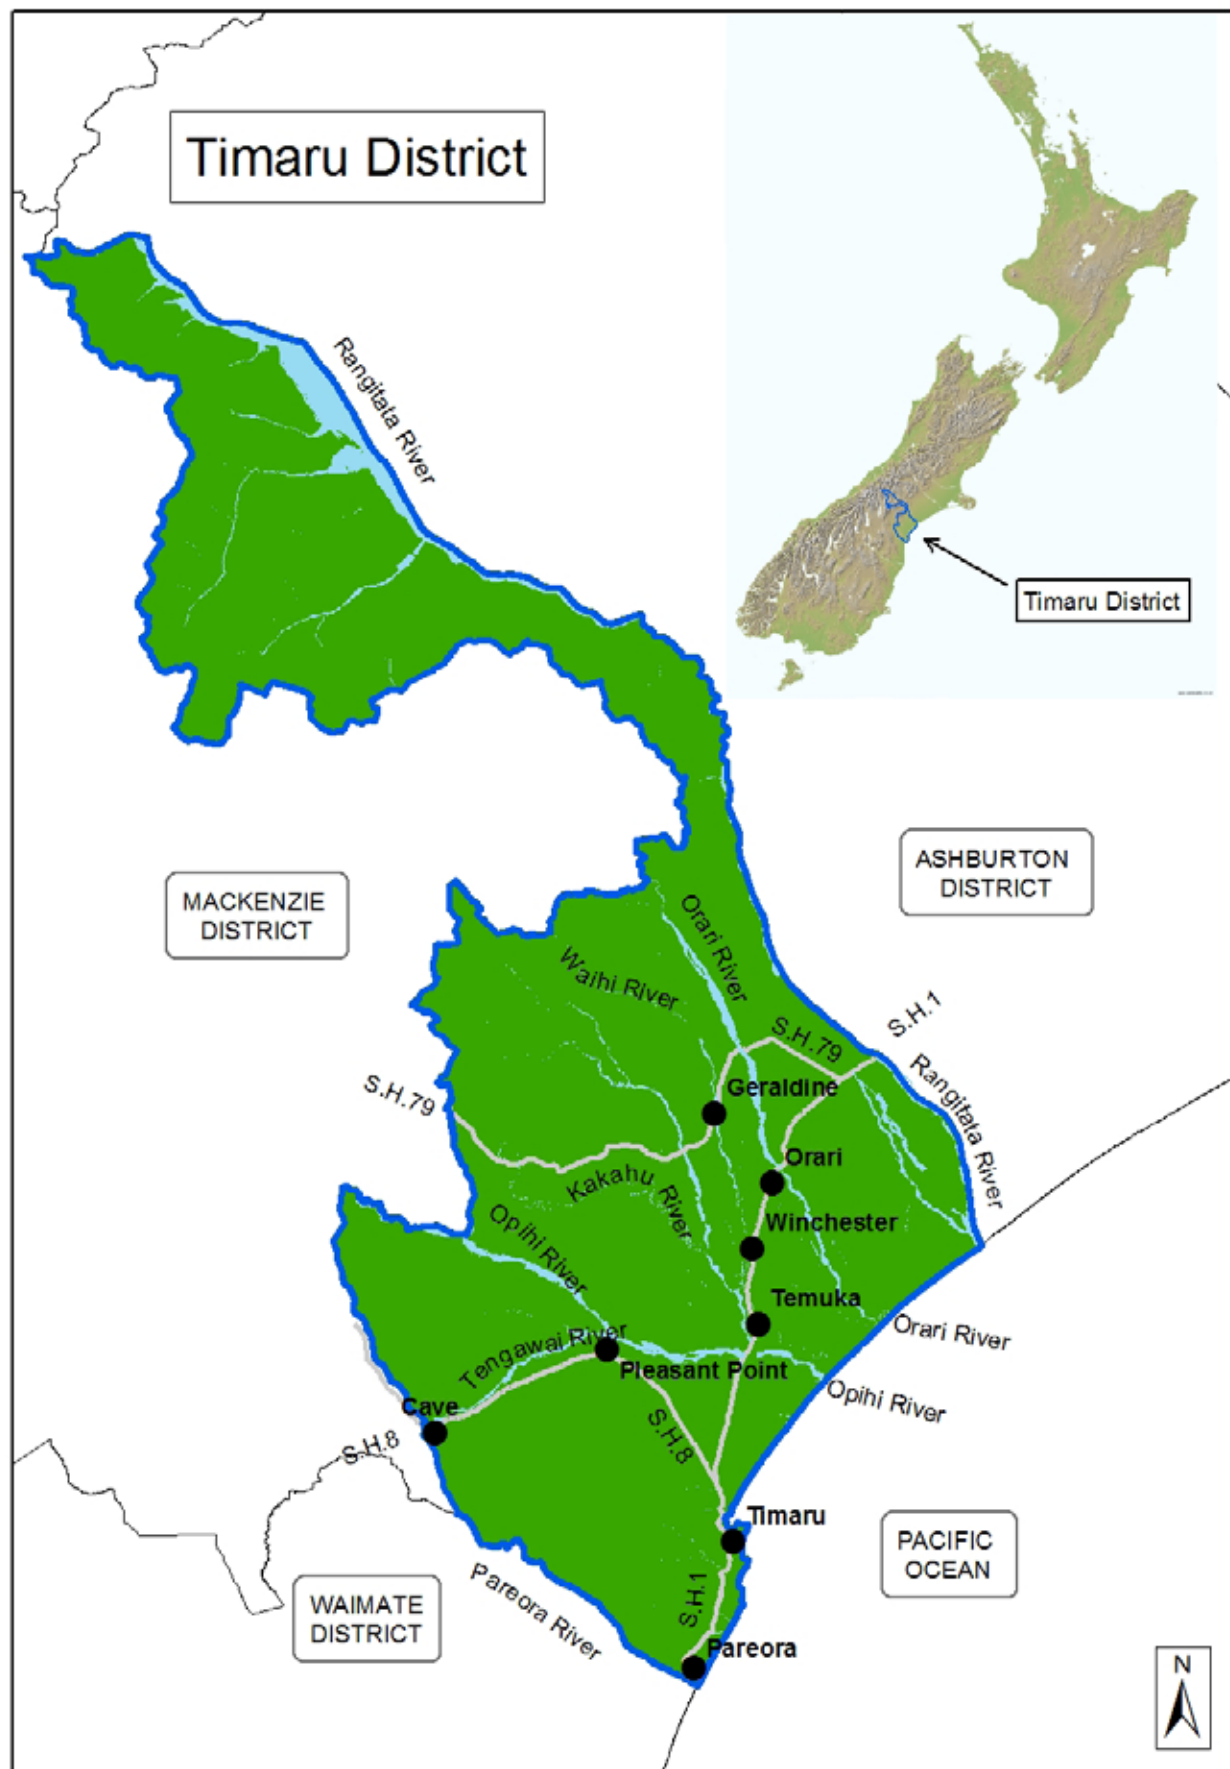 Timaru District
Rangitata River
Timaru District
ASHBURTON
DISTRICT
MACKENZIE
DISTRICT
Orari River
Waihi River
S.H.1
S.H.79
Rangitata River
Geraldine
S.H.79
Orari
Kakahu River
Winchester
Opihi River
Temuka
Orari River
Tengawai River
Pleasant Point
Opihi River
Cave
S.H.8
S.H.8
Timaru
PACIFIC
OCEAN
Pareora River
WAIMATE
DISTRICT
S.H.1
Pareora
N